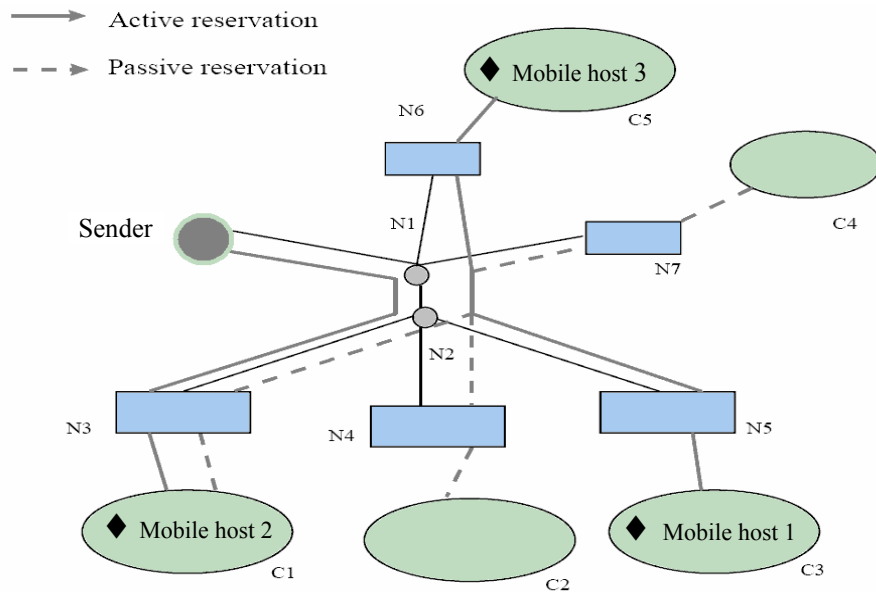 Active reservation
Passive reservation
Mobile host 3
N6
C5
Sender
N1
C4
N7
N2
N3
N4
N5
Mobile host 2
Mobile host 1
C1
C2
C3